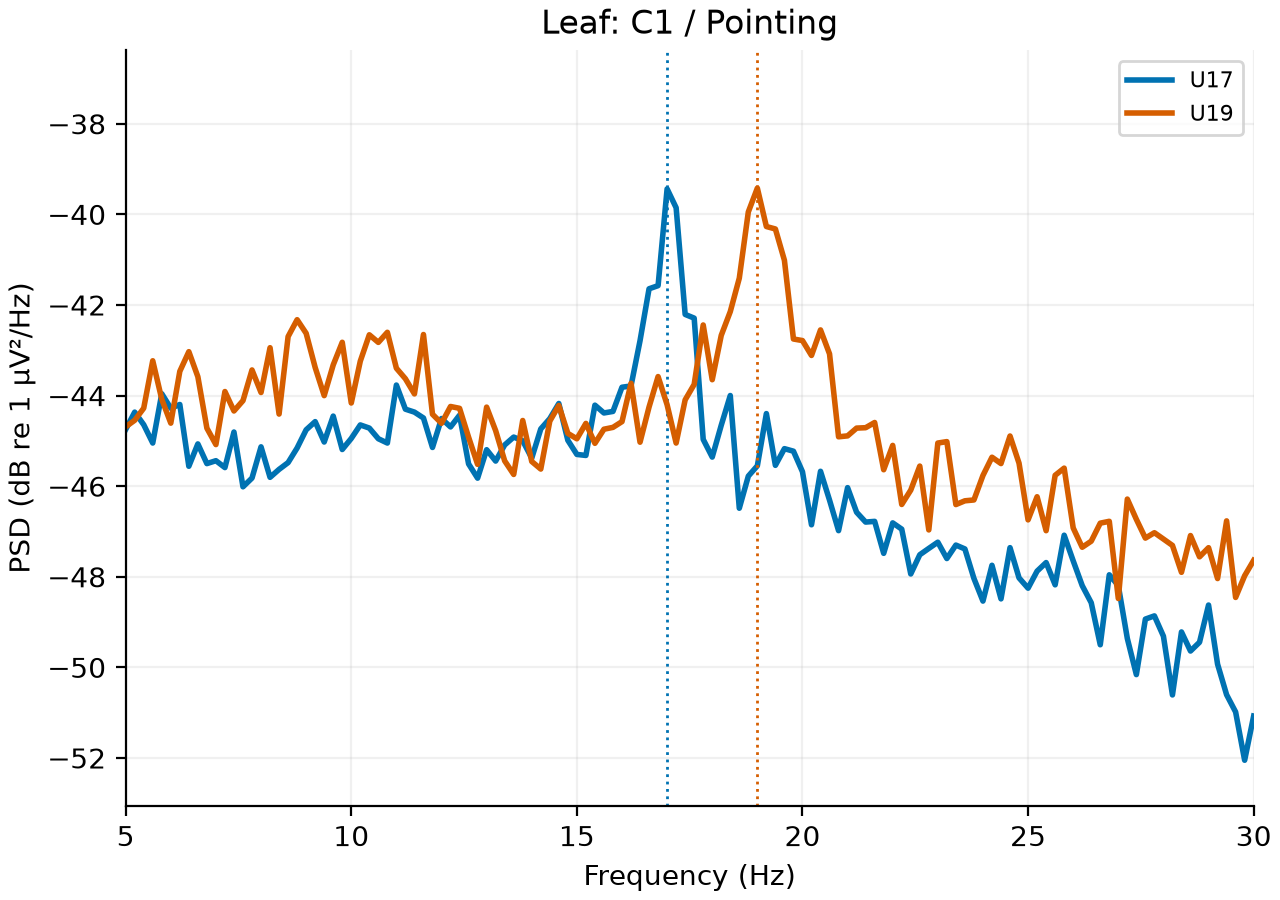 Leaf: C1 / Pointing
U17
U19
PSD (dB re 1 µV²/Hz)
−38
−40
−42
−44
−46
−48
−50
−52
5 10 15 20 25 30
Frequency (Hz)